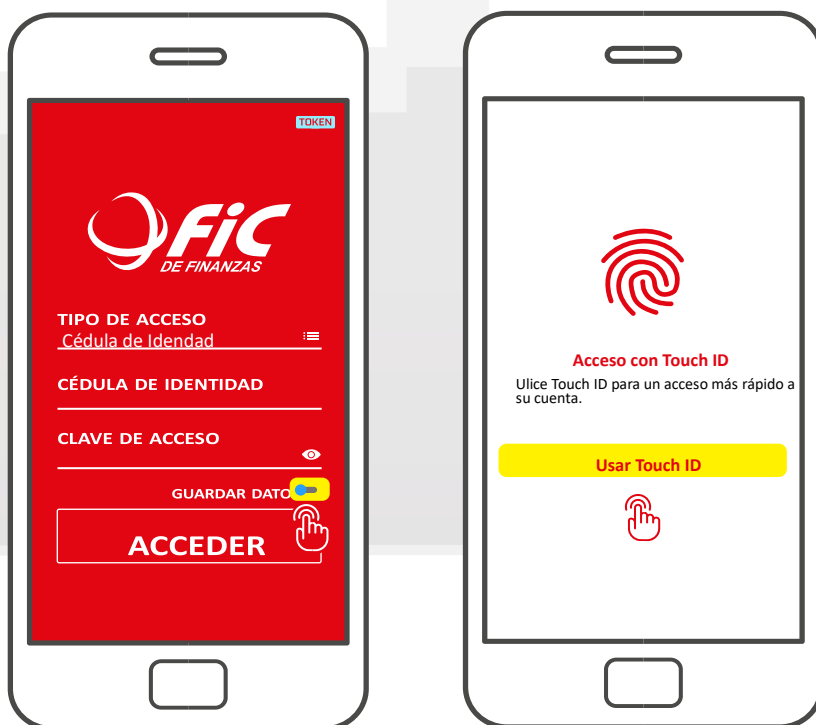 TOKEN
FiC
DE FINANZAS
TIPO DE ACCESO
Cédula de Idendad
CÉDULA DE IDENTIDAD
CLAVE DE ACCESO
GUARDAR DATO
ACCEDER
Acceso con Touch ID
Ulice Touch ID para un acceso más rápido a
su cuenta.
Usar Touch ID